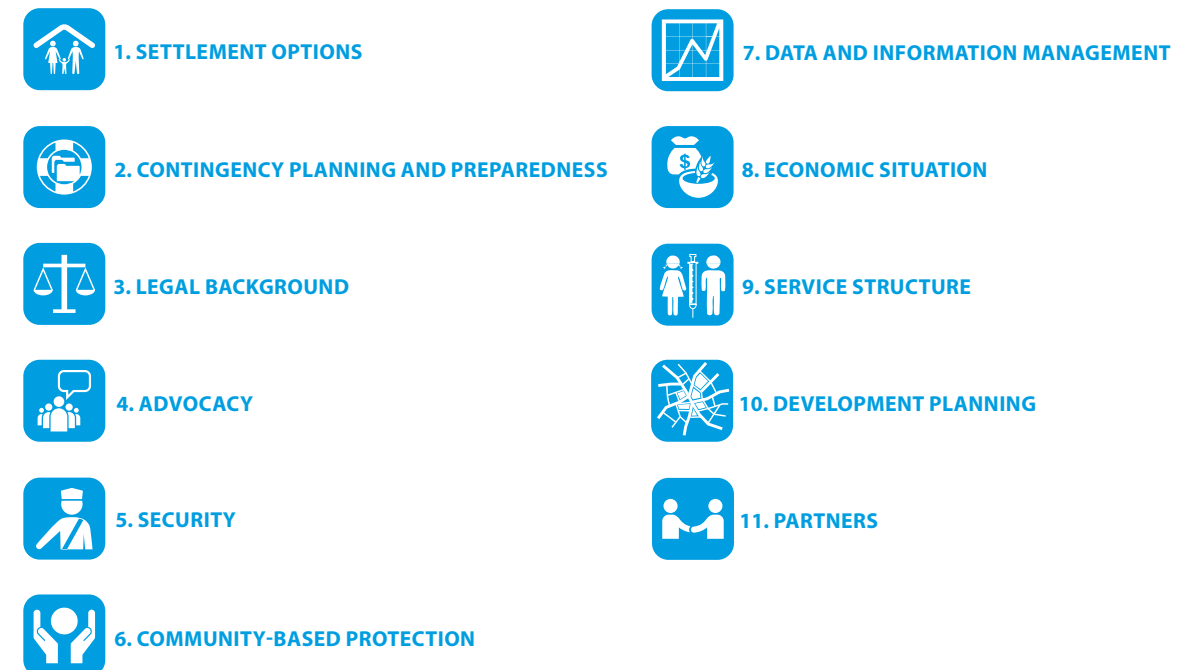 1. SETTLEMENT OPTIONS
2. CONTINGENCY PLANNING AND PREPAREDNESS
3. LEGAL BACKGROUND
4. ADVOCACY
5. SECURITY
6. COMMUNITY-BASED PROTECTION
7. DATA AND INFORMATION MANAGEMENT
$
8. ECONOMIC SITUATION
9. SERVICE STRUCTURE
10. DEVELOPMENT PLANNING
11. PARTNERS